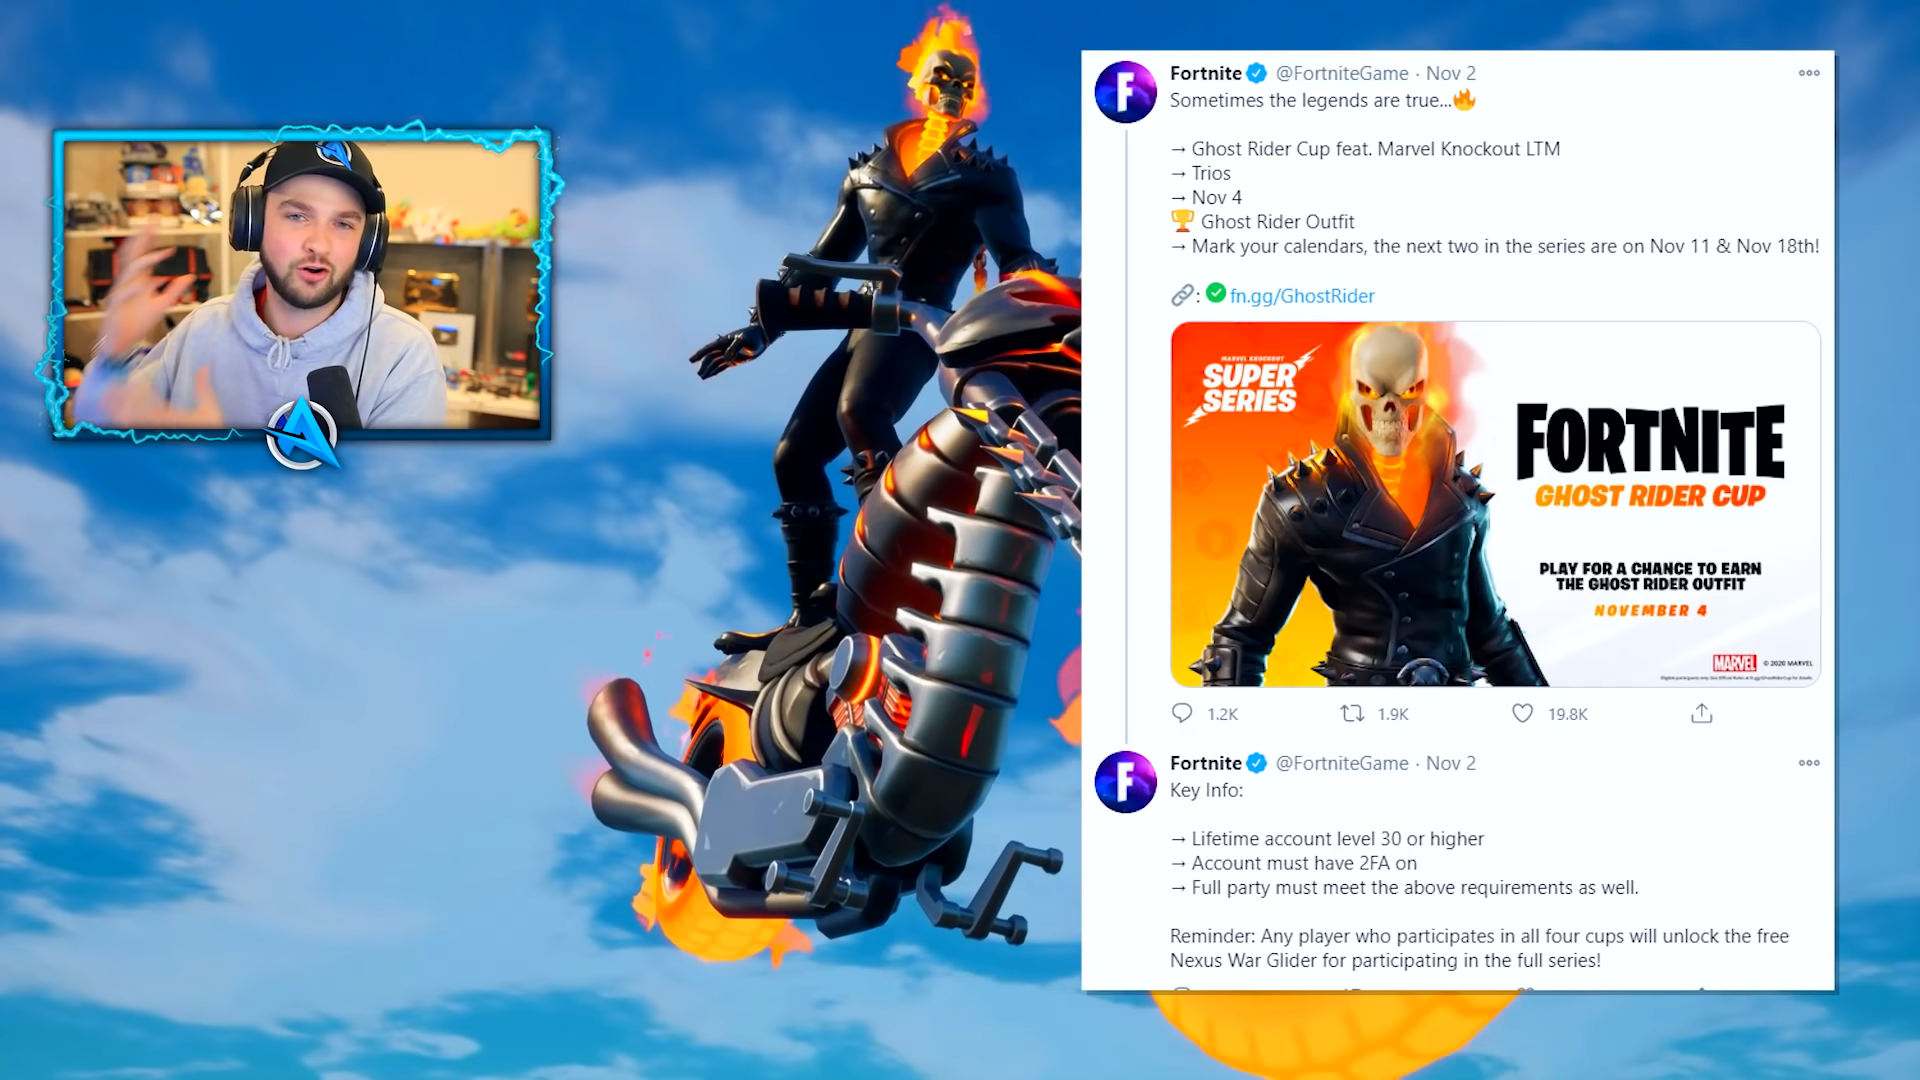 Fortnite @FortniteGame · Nov 2
Sometimes the legends are true...🔥
→ Ghost Rider Cup feat. Marvel Knockout LTM
→ Trios
→ Nov 4
🏆 Ghost Rider Outfit
→ Mark your calendars, the next two in the series are on Nov 11 & Nov 18th!
🔗: ✅ fn.gg/GhostRider
MARVEL KNOCKOUT
SUPER
SERIES
FORTNITE
GHOST RIDER CUP
PLAY FOR A CHANCE TO EARN
THE GHOST RIDER OUTFIT
NOVEMBER 4
MARVEL © 2020 MARVEL
1.2K 1.9K 19.8K
Fortnite @FortniteGame · Nov 2
Key Info:
→ Lifetime account level 30 or higher
→ Account must have 2FA on
→ Full party must meet the above requirements as well.
Reminder: Any player who participates in all four cups will unlock the free
Nexus War Glider for participating in the full series!